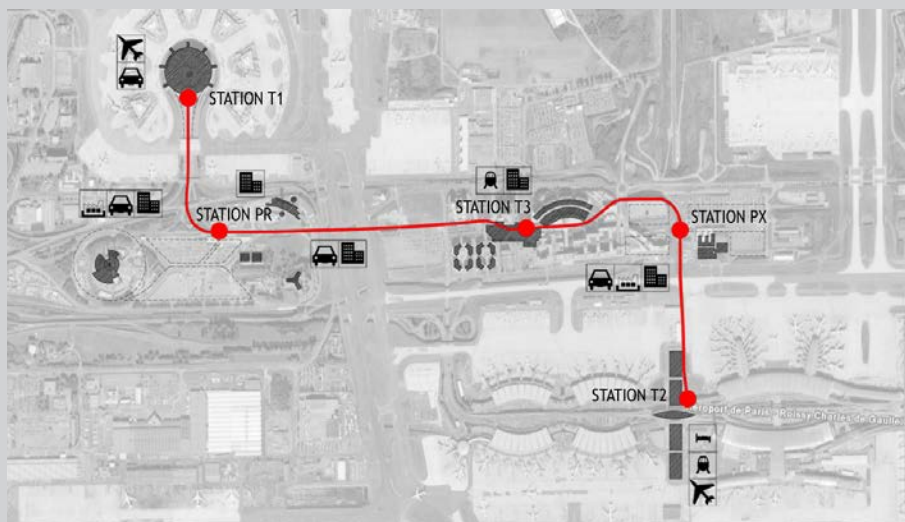 STATION T1
STATION PR
STATION T3
STATION PX
STATION T2
Aéroport de Paris - Roissy Charles de Gaulle